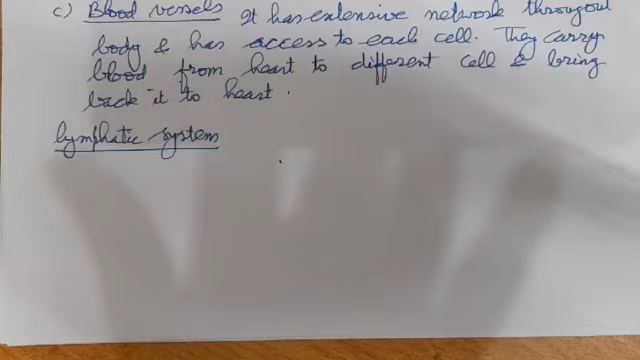 c) Blood vessels It has extensive network througout
body & has access to each cell. They carry
blood from heart to different cell & bring
back it to heart.
lymphatic system